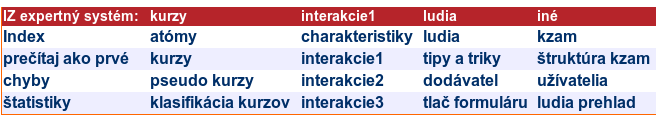 IZ expertný systém: kurzy interakcie1 ludia iné
Index atómy charakteristiky ludia kzam
prečítaj ako prvé kurzy interakcie1 tipy a triky štruktúra kzam
chyby pseudo kurzy interakcie2 dodávatel užívatelia
štatistiky klasifikácia kurzov interakcie3 tlač formuláru ludia prehlad